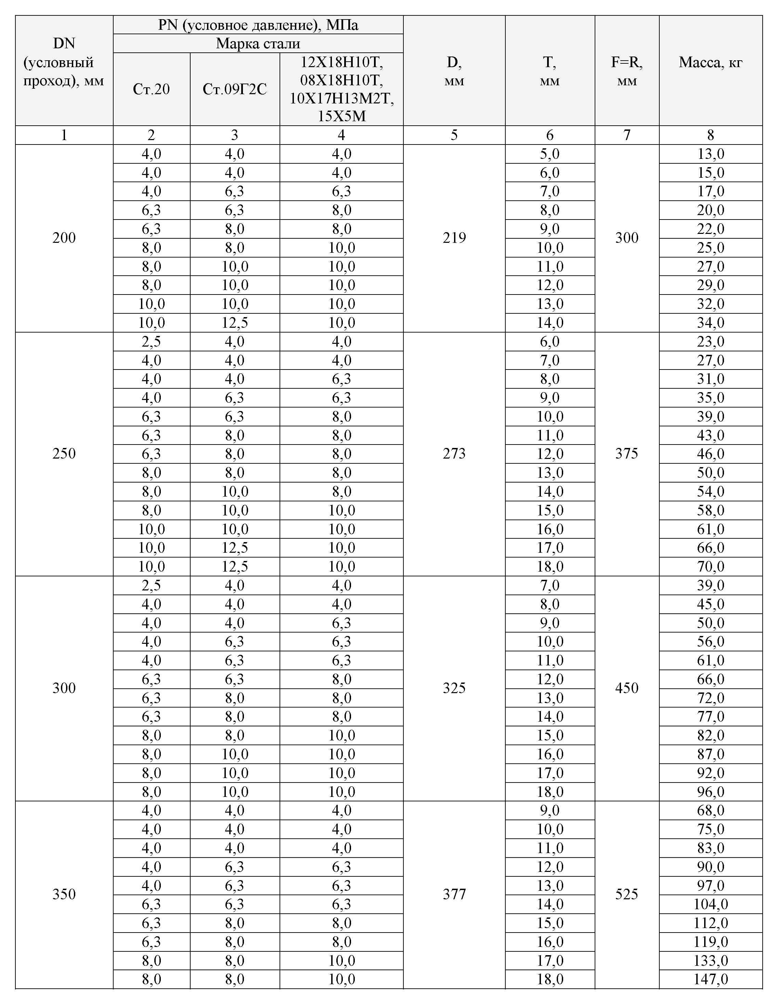 DN (условный проход), мм | PN (условное давление), МПа | D, мм | T, мм | F=R, мм | Масса, кг
Марка стали
Ст.20 | Ст.09Г2С | 12Х18Н10Т, 08Х18Н10Т, 10Х17Н13М2Т, 15Х5М
1 | 2 | 3 | 4 | 5 | 6 | 7 | 8
200 | 4,0 | 4,0 | 4,0 | 219 | 5,0 | 300 | 13,0
4,0 | 4,0 | 4,0 | 6,0 | 15,0
4,0 | 6,3 | 6,3 | 7,0 | 17,0
6,3 | 6,3 | 8,0 | 8,0 | 20,0
6,3 | 8,0 | 8,0 | 9,0 | 22,0
8,0 | 8,0 | 10,0 | 10,0 | 25,0
8,0 | 10,0 | 10,0 | 11,0 | 27,0
8,0 | 10,0 | 10,0 | 12,0 | 29,0
10,0 | 10,0 | 10,0 | 13,0 | 32,0
10,0 | 12,5 | 10,0 | 14,0 | 34,0
250 | 2,5 | 4,0 | 4,0 | 273 | 6,0 | 375 | 23,0
4,0 | 4,0 | 4,0 | 7,0 | 27,0
4,0 | 4,0 | 6,3 | 8,0 | 31,0
4,0 | 6,3 | 6,3 | 9,0 | 35,0
6,3 | 6,3 | 8,0 | 10,0 | 39,0
6,3 | 8,0 | 8,0 | 11,0 | 43,0
6,3 | 8,0 | 8,0 | 12,0 | 46,0
8,0 | 8,0 | 8,0 | 13,0 | 50,0
8,0 | 10,0 | 8,0 | 14,0 | 54,0
8,0 | 10,0 | 10,0 | 15,0 | 58,0
10,0 | 10,0 | 10,0 | 16,0 | 61,0
10,0 | 12,5 | 10,0 | 17,0 | 66,0
10,0 | 12,5 | 10,0 | 18,0 | 70,0
300 | 2,5 | 4,0 | 4,0 | 325 | 7,0 | 450 | 39,0
4,0 | 4,0 | 4,0 | 8,0 | 45,0
4,0 | 4,0 | 6,3 | 9,0 | 50,0
4,0 | 6,3 | 6,3 | 10,0 | 56,0
4,0 | 6,3 | 6,3 | 11,0 | 61,0
6,3 | 6,3 | 8,0 | 12,0 | 66,0
6,3 | 8,0 | 8,0 | 13,0 | 72,0
6,3 | 8,0 | 8,0 | 14,0 | 77,0
8,0 | 8,0 | 10,0 | 15,0 | 82,0
8,0 | 10,0 | 10,0 | 16,0 | 87,0
8,0 | 10,0 | 10,0 | 17,0 | 92,0
8,0 | 10,0 | 10,0 | 18,0 | 96,0
350 | 4,0 | 4,0 | 4,0 | 377 | 9,0 | 525 | 68,0
4,0 | 4,0 | 4,0 | 10,0 | 75,0
4,0 | 4,0 | 4,0 | 11,0 | 83,0
4,0 | 6,3 | 6,3 | 12,0 | 90,0
4,0 | 6,3 | 6,3 | 13,0 | 97,0
6,3 | 6,3 | 6,3 | 14,0 | 104,0
6,3 | 8,0 | 8,0 | 15,0 | 112,0
6,3 | 8,0 | 8,0 | 16,0 | 119,0
8,0 | 8,0 | 10,0 | 17,0 | 133,0
8,0 | 8,0 | 10,0 | 18,0 | 147,0